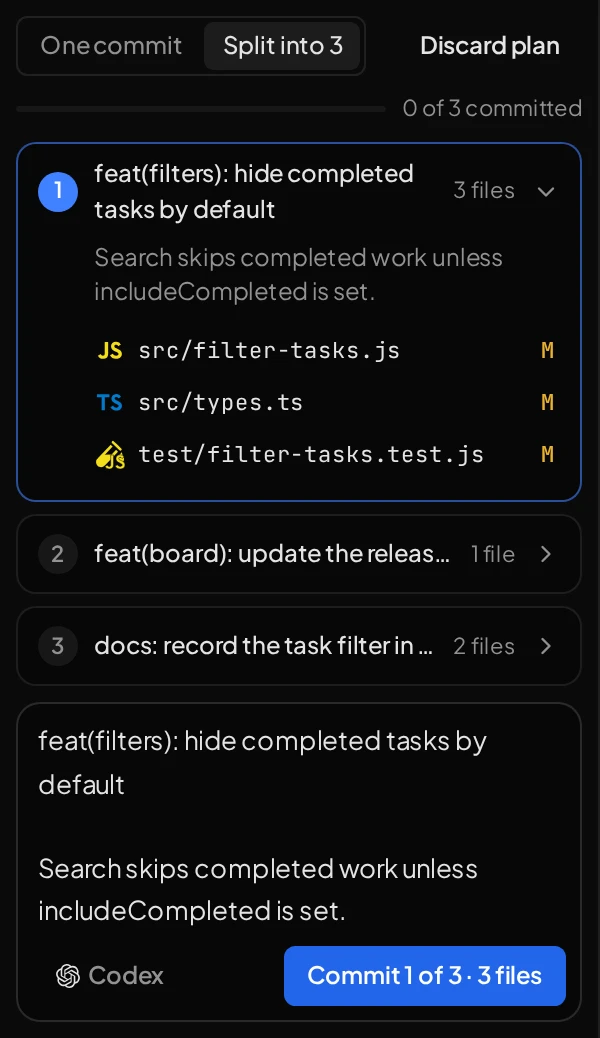 One commit
Split into 3
Discard plan
0 of 3 committed
1
feat(filters): hide completed
tasks by default
3 files
Search skips completed work unless
includeCompleted is set.
JS src/filter-tasks.js M
TS src/types.ts M
JS test/filter-tasks.test.js M
2 feat(board): update the releas... 1 file
3 docs: record the task filter in ... 2 files
feat(filters): hide completed tasks by
default
Search skips completed work unless
includeCompleted is set.
Codex
Commit 1 of 3 · 3 files